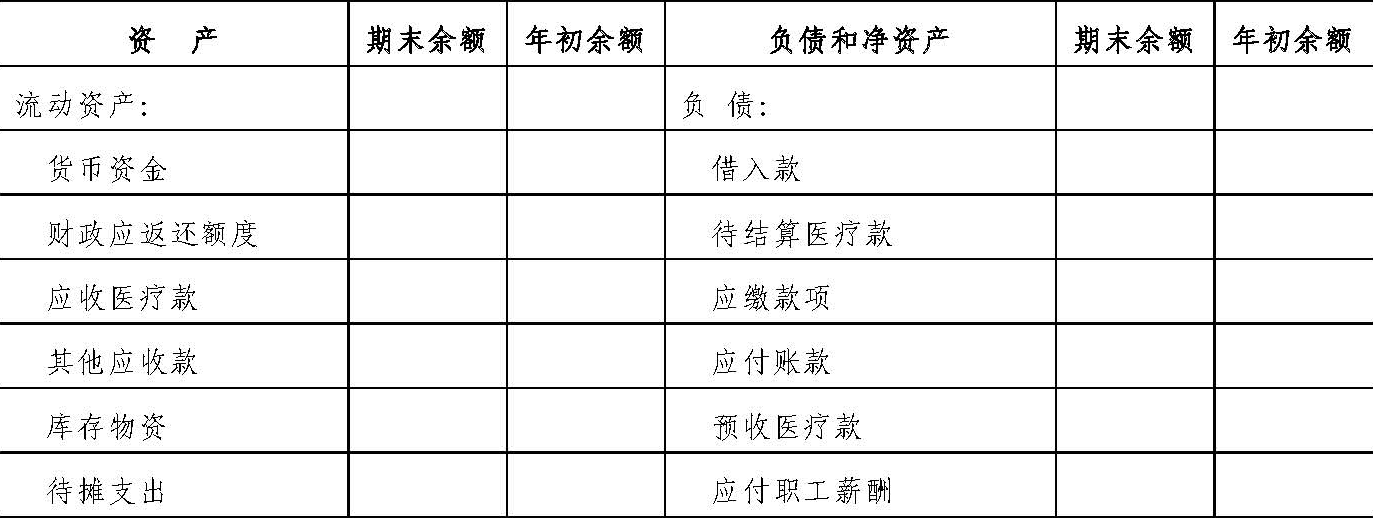 资 产 期末余额 年初余额 负债和净资产 期末余额 年初余额
流动资产: 负 债:
货币资金 借入款
财政应返还额度 待结算医疗款
应收医疗款 应缴款项
其他应收款 应付账款
库存物资 预收医疗款
待摊支出 应付职工薪酬